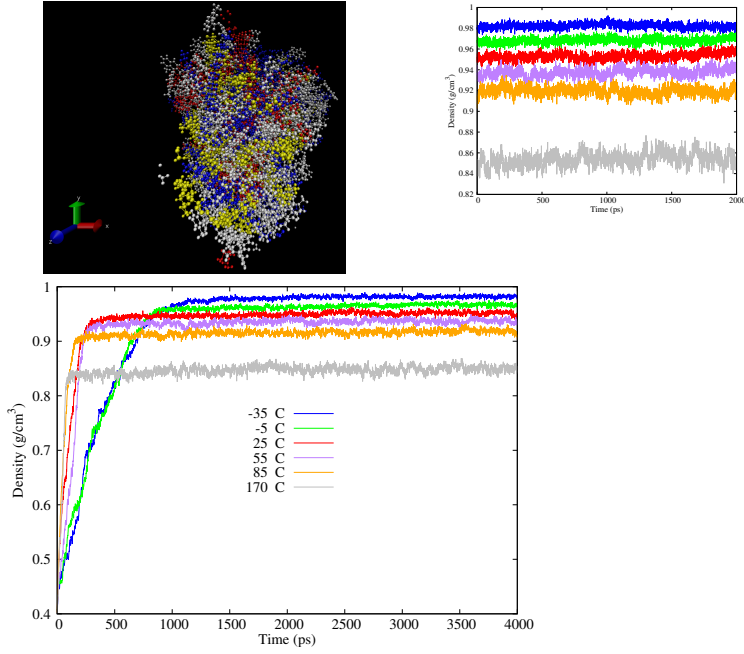 y
x
z
1
0.98
0.96
0.94
0.92
0.9
0.88
0.86
0.84
0.82
Density (g/cm³)
0
500
1000
1500
2000
Time (ps)
1
0.9
0.8
0.7
0.6
0.5
0.4
Density (g/cm³)
-35 C
-5 C
25 C
55 C
85 C
170 C
0
500
1000
1500
2000
2500
3000
3500
4000
Time (ps)